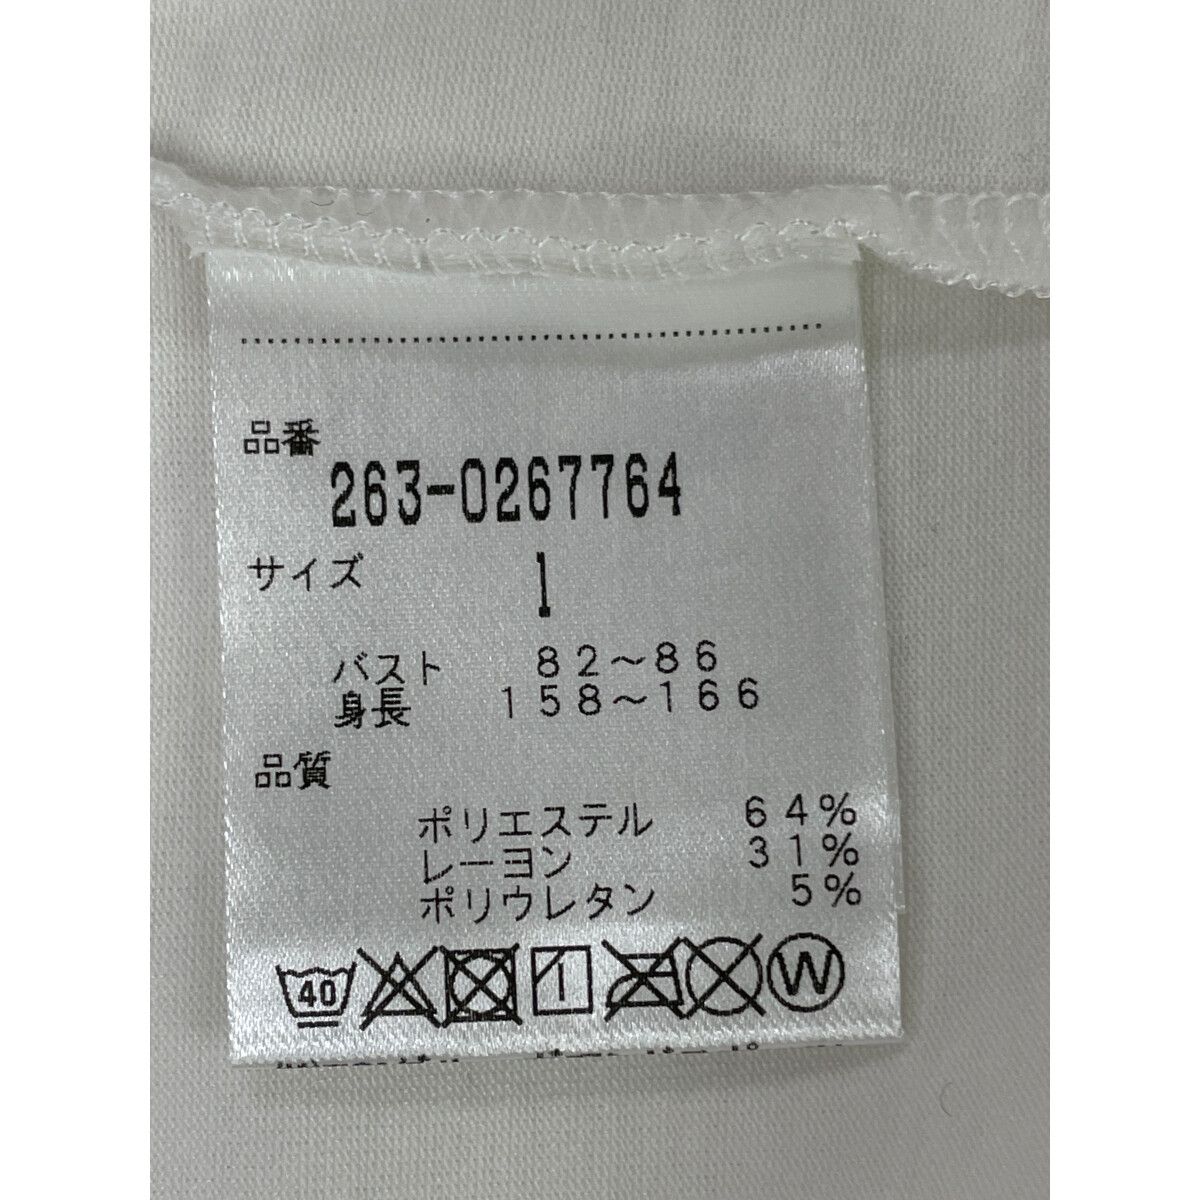 品番
263-0267764
サイズ 1
バスト 82～86
身長 158～166
品質
ポリエステル 64%
レーヨン 31%
ポリウレタン 5%
40 W